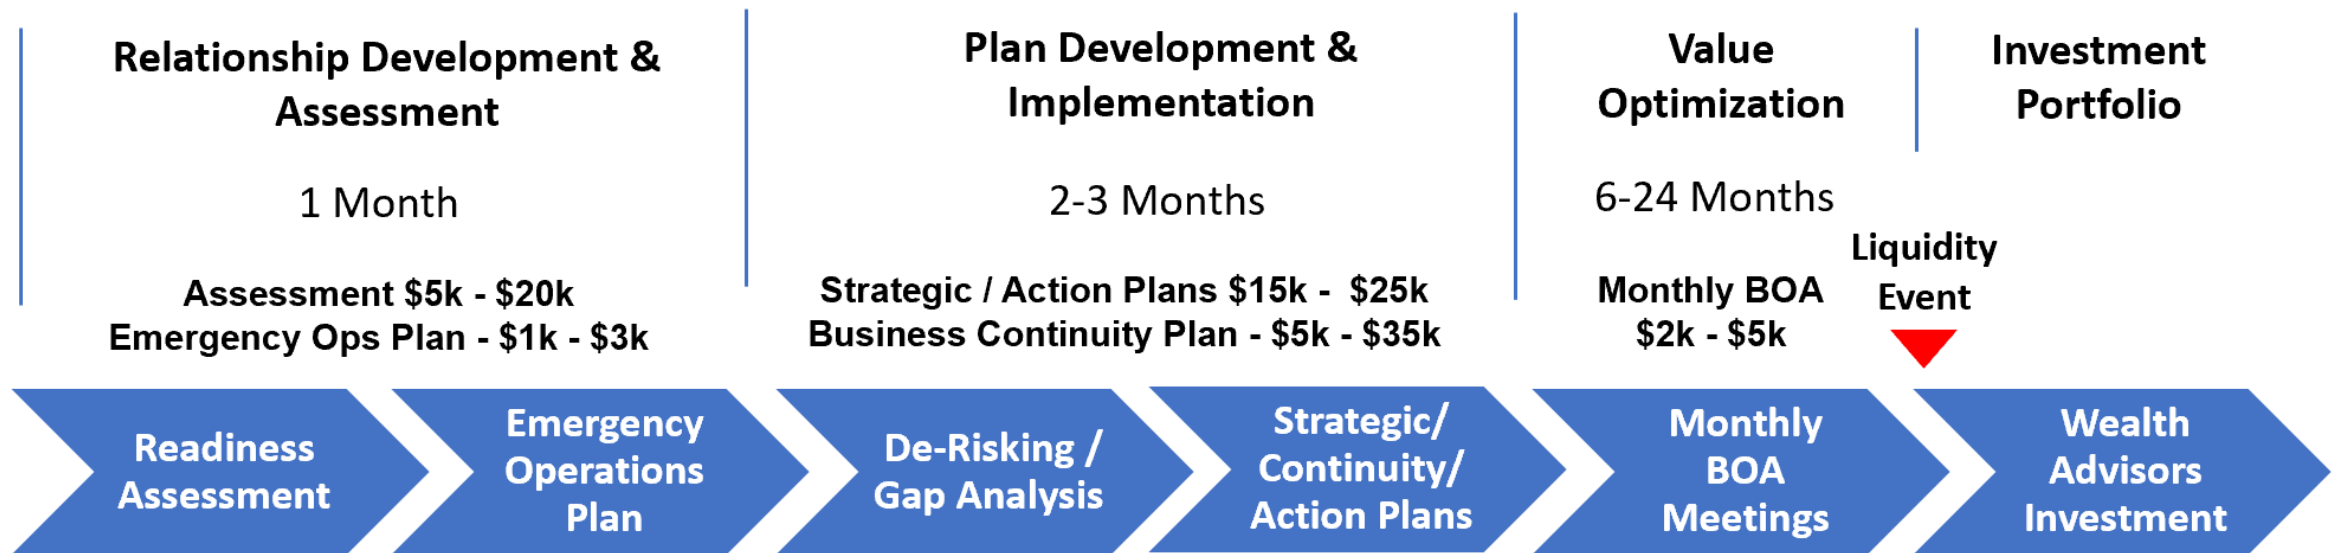 Relationship Development &
Assessment
1 Month
Assessment $5k - $20k
Emergency Ops Plan - $1k - $3k
Plan Development &
Implementation
2-3 Months
Strategic / Action Plans $15k -  $25k
Business Continuity Plan - $5k - $35k
Value
Optimization
6-24 Months
Monthly BOA
$2k - $5k
Liquidity
Event
Investment
Portfolio
Readiness
Assessment
Emergency
Operations
Plan
De-Risking /
Gap Analysis
Strategic/
Continuity/
Action Plans
Monthly
BOA
Meetings
Wealth
Advisors
Investment